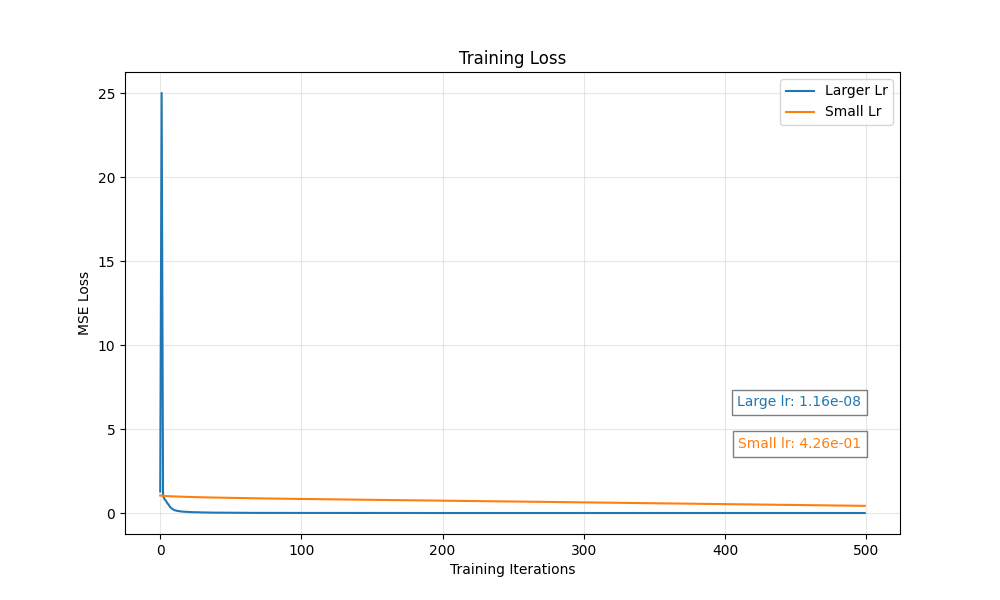 Training Loss
Larger Lr
Small Lr
25
20
15
10
5
0
MSE Loss
Large lr: 1.16e-08
Small lr: 4.26e-01
0 100 200 300 400 500
Training Iterations